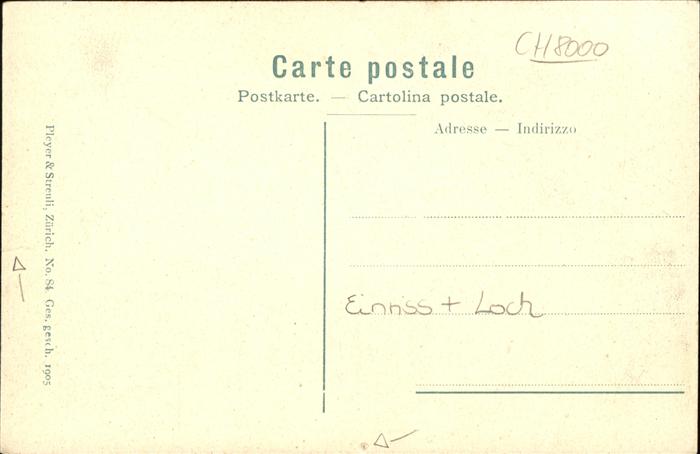 CH8000
Carte postale
Postkarte. — Cartolina postale.
Adresse — Indirizzo
Pleyer & Streuli, Zürich. No. 84 Ges. gesch. 1905
Einriss + Loch